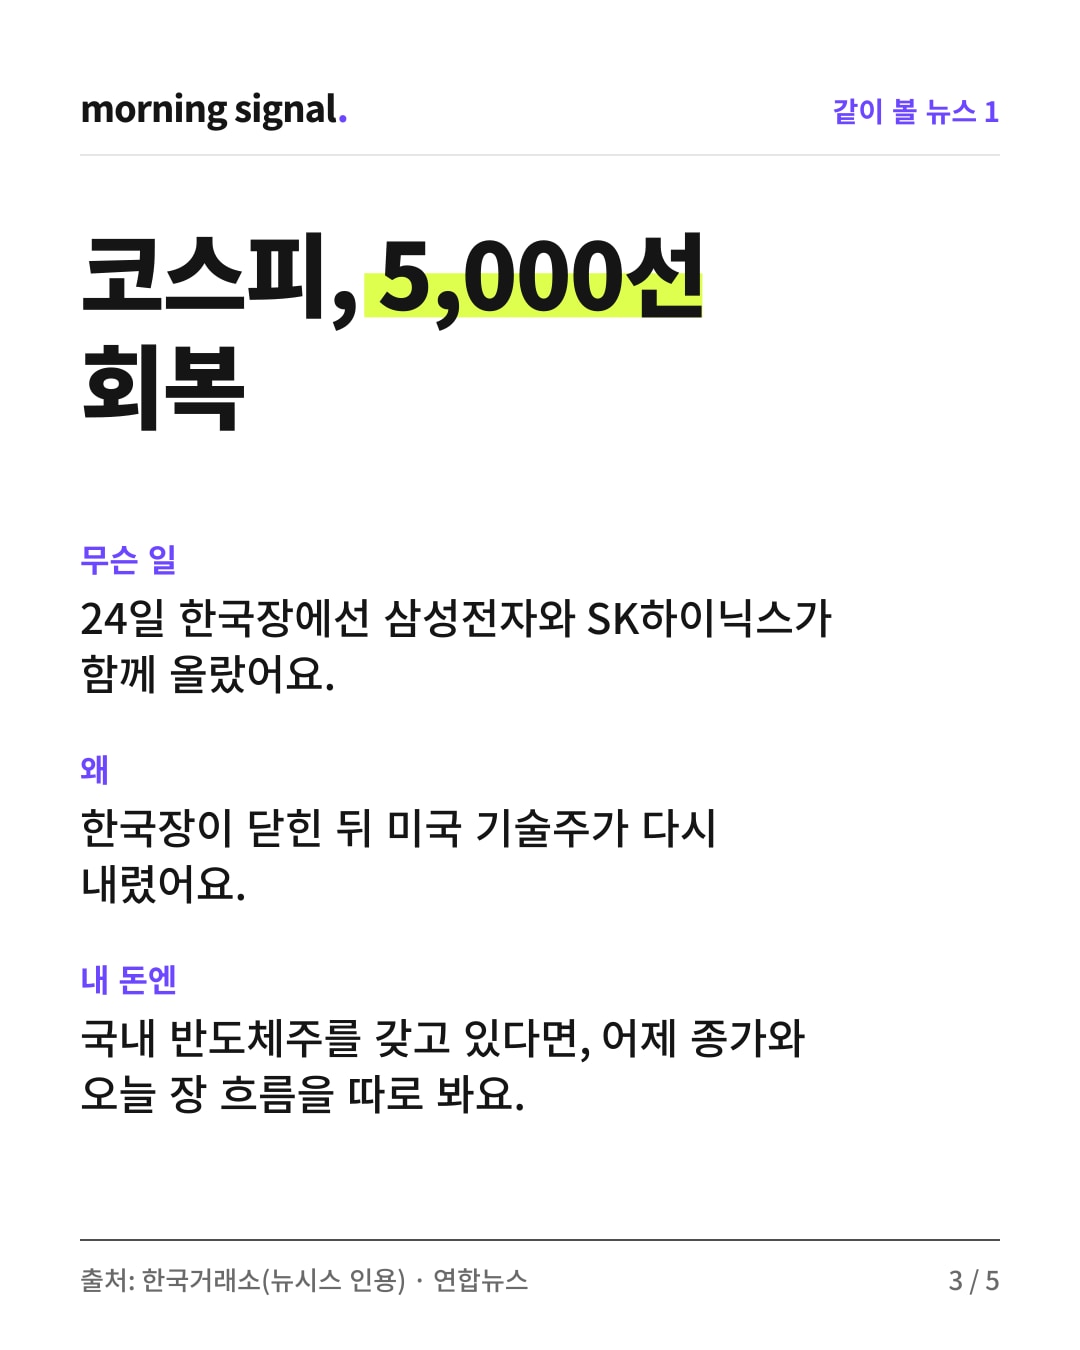 morning signal.
같이 볼 뉴스 1
코스피, 5,000선
회복
무슨 일
24일 한국장에선 삼성전자와 SK하이닉스가
함께 올랐어요.
왜
한국장이 닫힌 뒤 미국 기술주가 다시
내렸어요.
내 돈엔
국내 반도체주를 갖고 있다면, 어제 종가와
오늘 장 흐름을 따로 봐요.
출처: 한국거래소(뉴시스 인용) · 연합뉴스
3 / 5